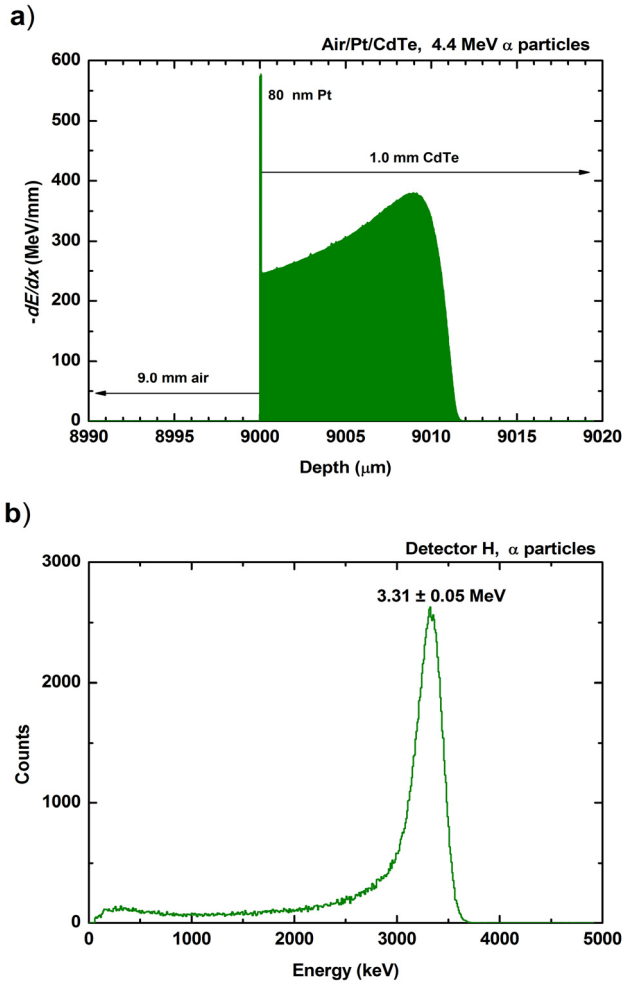 a)
Air/Pt/CdTe, 4.4 MeV α particles
600
500
400
300
200
100
0
-dE/dx (MeV/mm)
80 nm Pt
1.0 mm CdTe
9.0 mm air
8990 8995 9000 9005 9010 9015 9020
Depth (μm)
b)
Detector H, α particles
3000
2000
1000
0
Counts
3.31 ± 0.05 MeV
0 1000 2000 3000 4000 5000
Energy (keV)